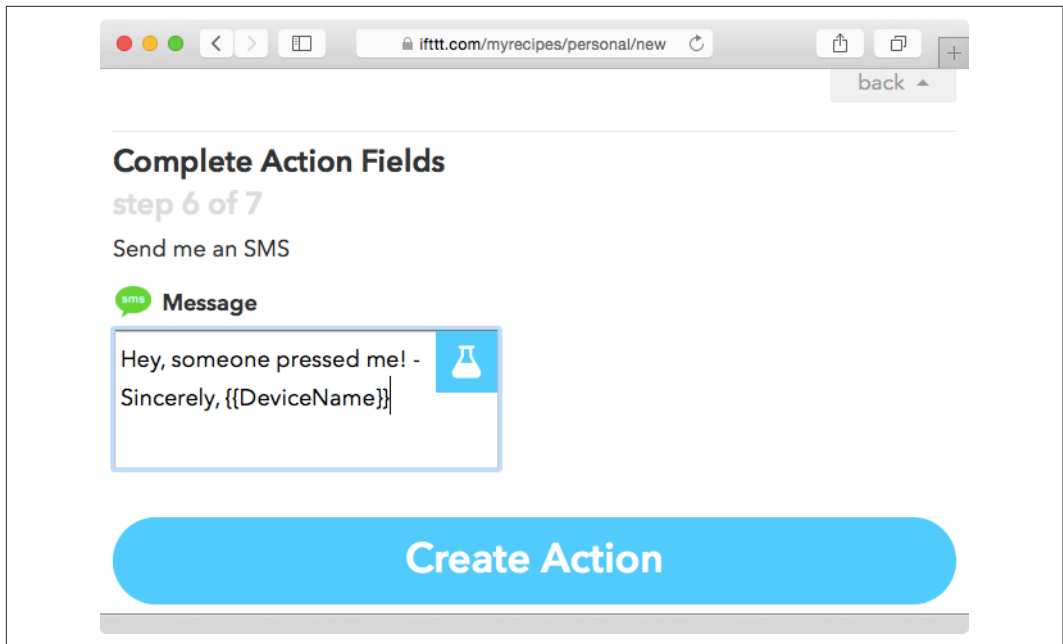 ifttt.com/myrecipes/personal/new
back
Complete Action Fields
step 6 of 7
Send me an SMS
sms Message
Hey, someone pressed me! -
Sincerely, {{DeviceName}}
Create Action